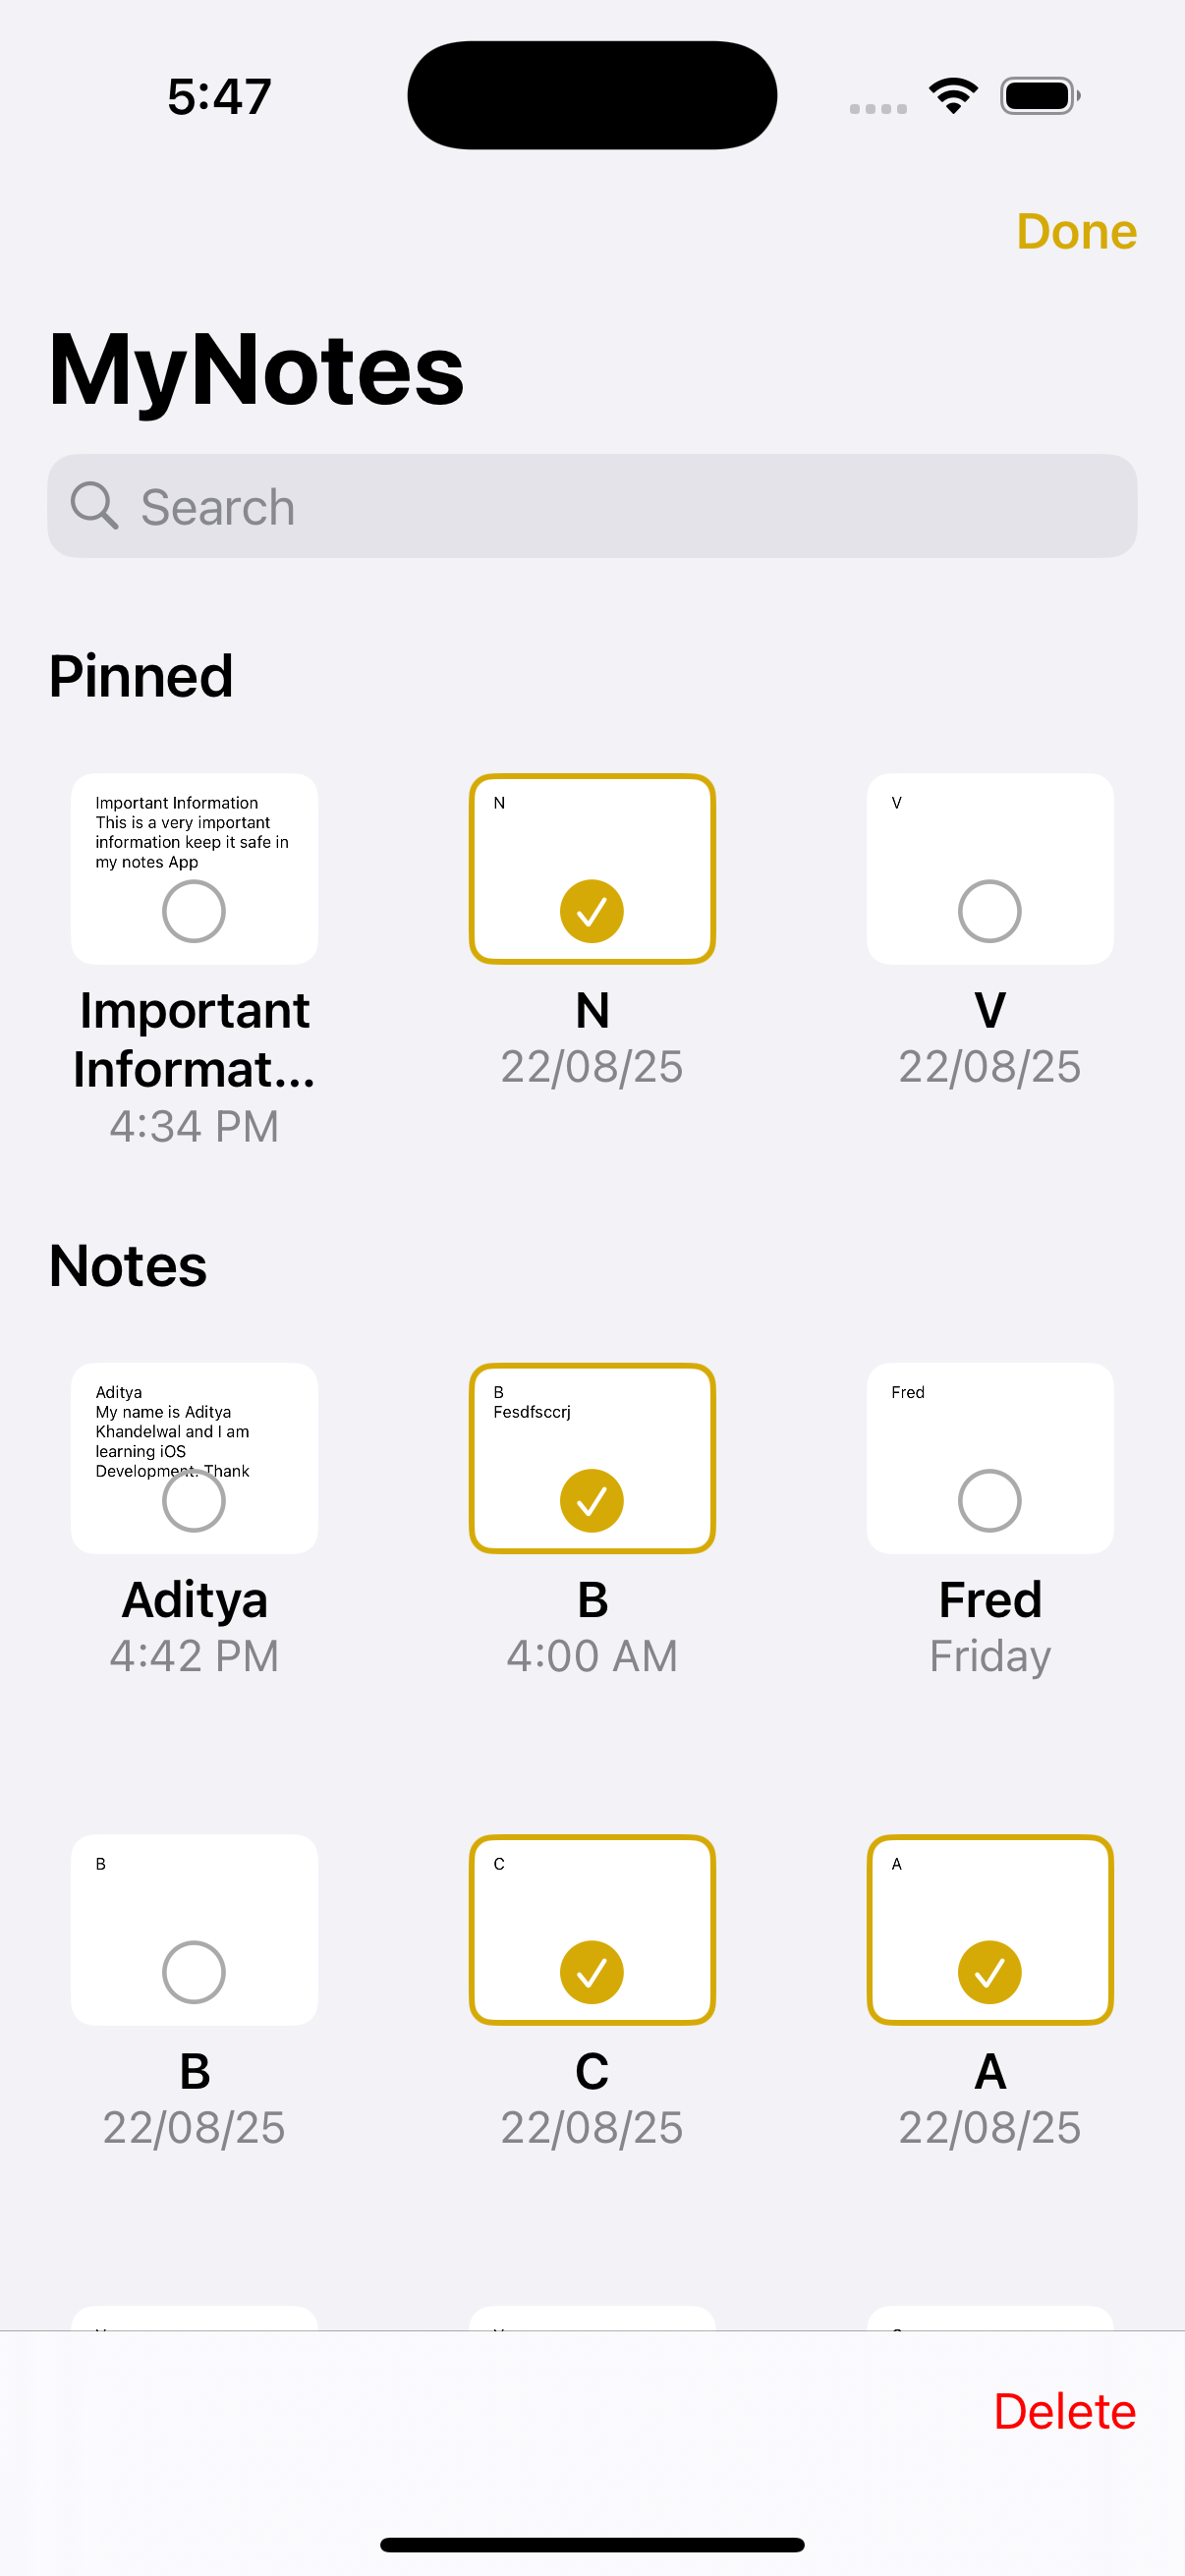 5:47
Done
MyNotes
Search
Pinned
Important Information
This is a very important
information keep it safe in
my notes App
N
V
Important
Informat...
4:34 PM
N
22/08/25
V
22/08/25
Notes
Aditya
My name is Aditya
Khandelwal and I am
learning iOS
Development. Thank
B
Fesdfsccrj
Fred
Aditya
4:42 PM
B
4:00 AM
Fred
Friday
B
C
A
B
22/08/25
C
22/08/25
A
22/08/25
Delete